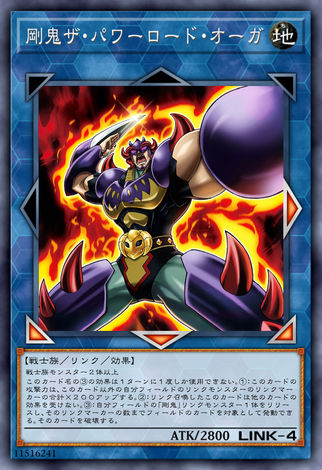 剛鬼ザ・パワーロード・オーガ
地
【戦士族／リンク／効果】
戦士族モンスター２体以上
このカード名の③の効果は１ターンに１度しか使用できない。①：このカードの
攻撃力は、このカード以外の自分フィールドのリンクモンスターのリンクマーカ
ーの合計×２００アップする。②：リンク召喚したこのカードは他のカード
の効果を受けない。③：自分フィールドの「剛鬼」リンクモンスター１体をリリー
スし、そのリンクマーカーの数までフィールドのカードを対象として発動でき
る。そのカードを破壊する。
ATK/2800 LINK-4
11516241